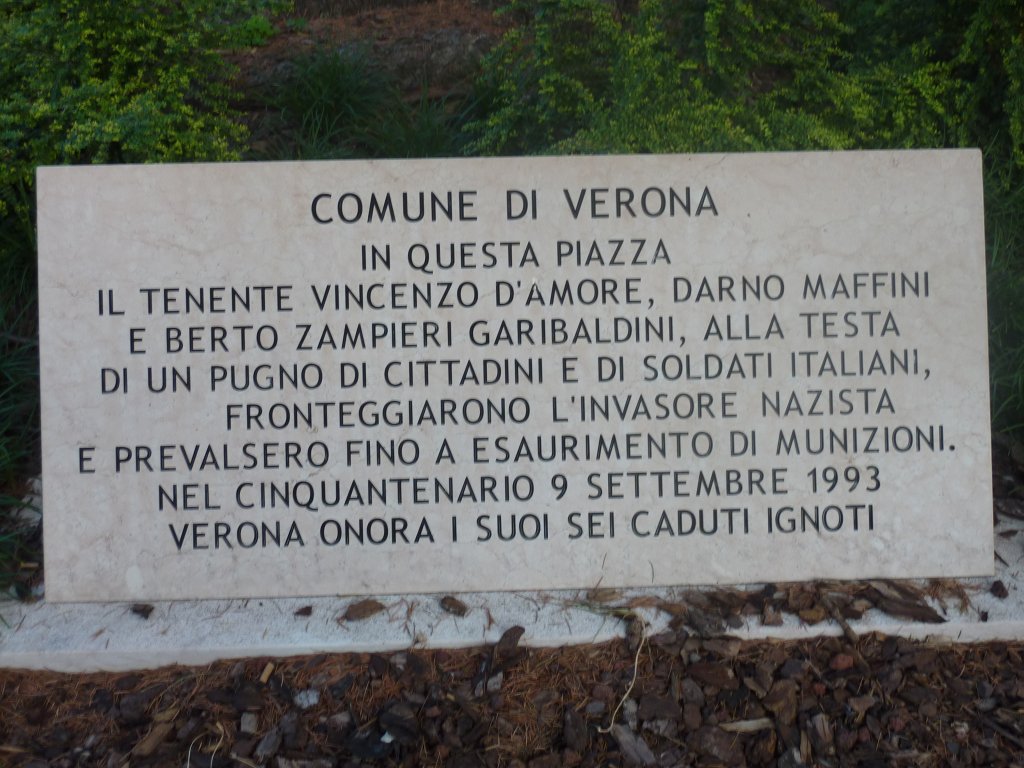 COMUNE DI VERONA
IN QUESTA PIAZZA
IL TENENTE VINCENZO D'AMORE, DARNO MAFFINI
E BERTO ZAMPIERI GARIBALDINI, ALLA TESTA
DI UN PUGNO DI CITTADINI E DI SOLDATI ITALIANI,
FRONTEGGIARONO L'INVASORE NAZISTA
E PREVALSERO FINO A ESAURIMENTO DI MUNIZIONI.
NEL CINQUANTENARIO 9 SETTEMBRE 1993
VERONA ONORA I SUOI SEI CADUTI IGNOTI